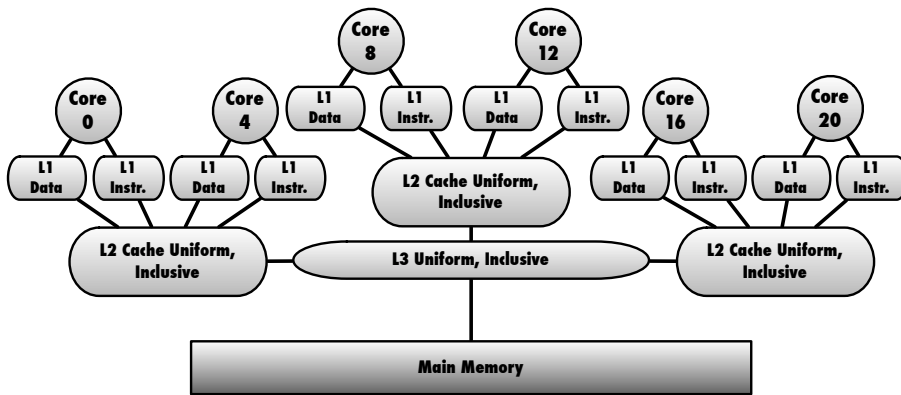 Core
8
Core
12
Core
0
Core
4
Core
16
Core
20
L1
Data
L1
Instr.
L1
Data
L1
Instr.
L1
Data
L1
Instr.
L1
Data
L1
Instr.
L1
Data
L1
Instr.
L1
Data
L1
Instr.
L2 Cache Uniform,
Inclusive
L2 Cache Uniform,
Inclusive
L3 Uniform, Inclusive
L2 Cache Uniform,
Inclusive
Main Memory